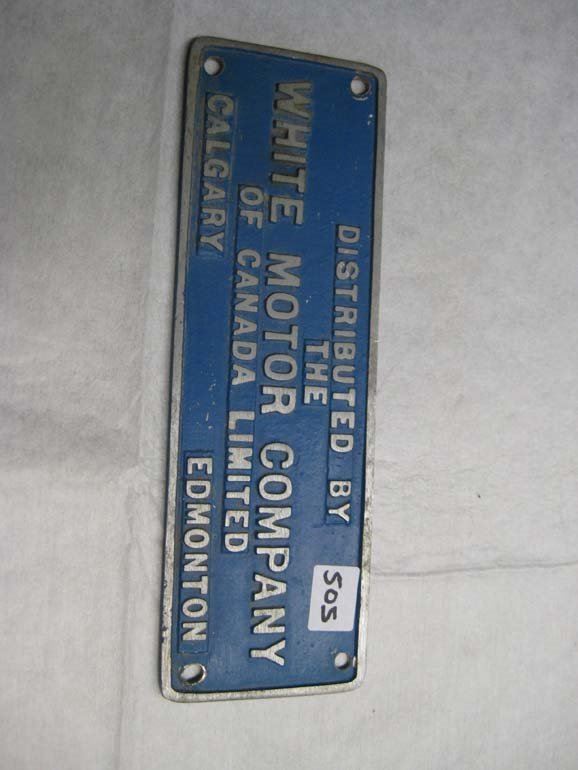 DISTRIBUTED BY
THE
WHITE MOTOR COMPANY
OF CANADA LIMITED
CALGARY EDMONTON
505